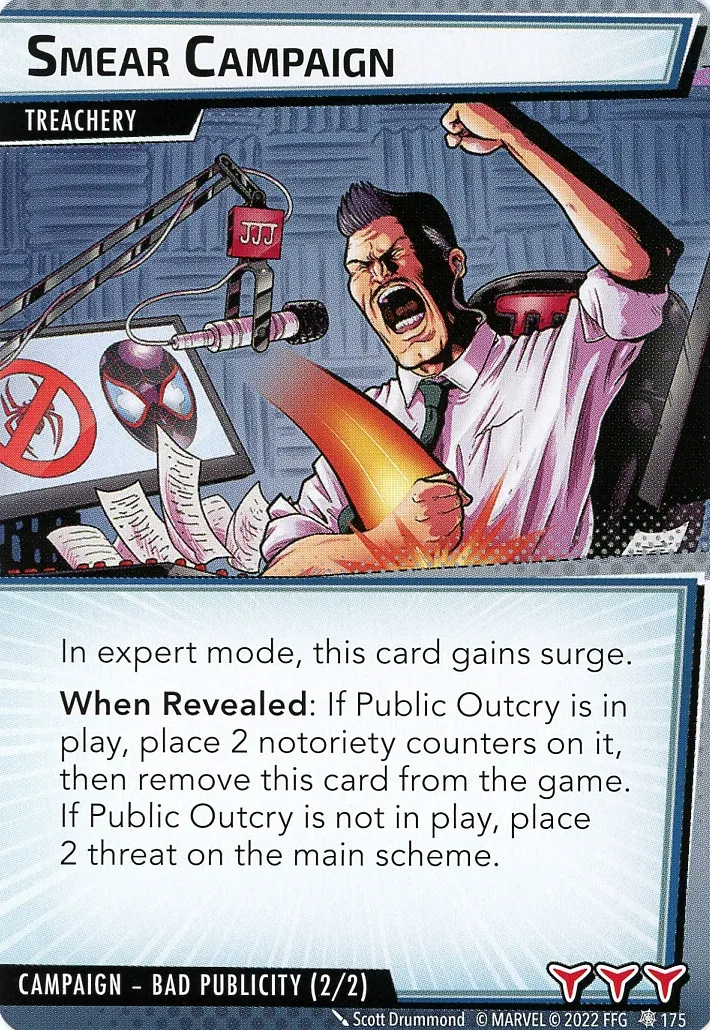 SMEAR CAMPAIGN
TREACHERY
JJJ
In expert mode, this card gains surge.
When Revealed: If Public Outcry is in
play, place 2 notoriety counters on it,
then remove this card from the game.
If Public Outcry is not in play, place
2 threat on the main scheme.
CAMPAIGN – BAD PUBLICITY (2/2)
Scott Drummond © MARVEL © 2022 FFG 175